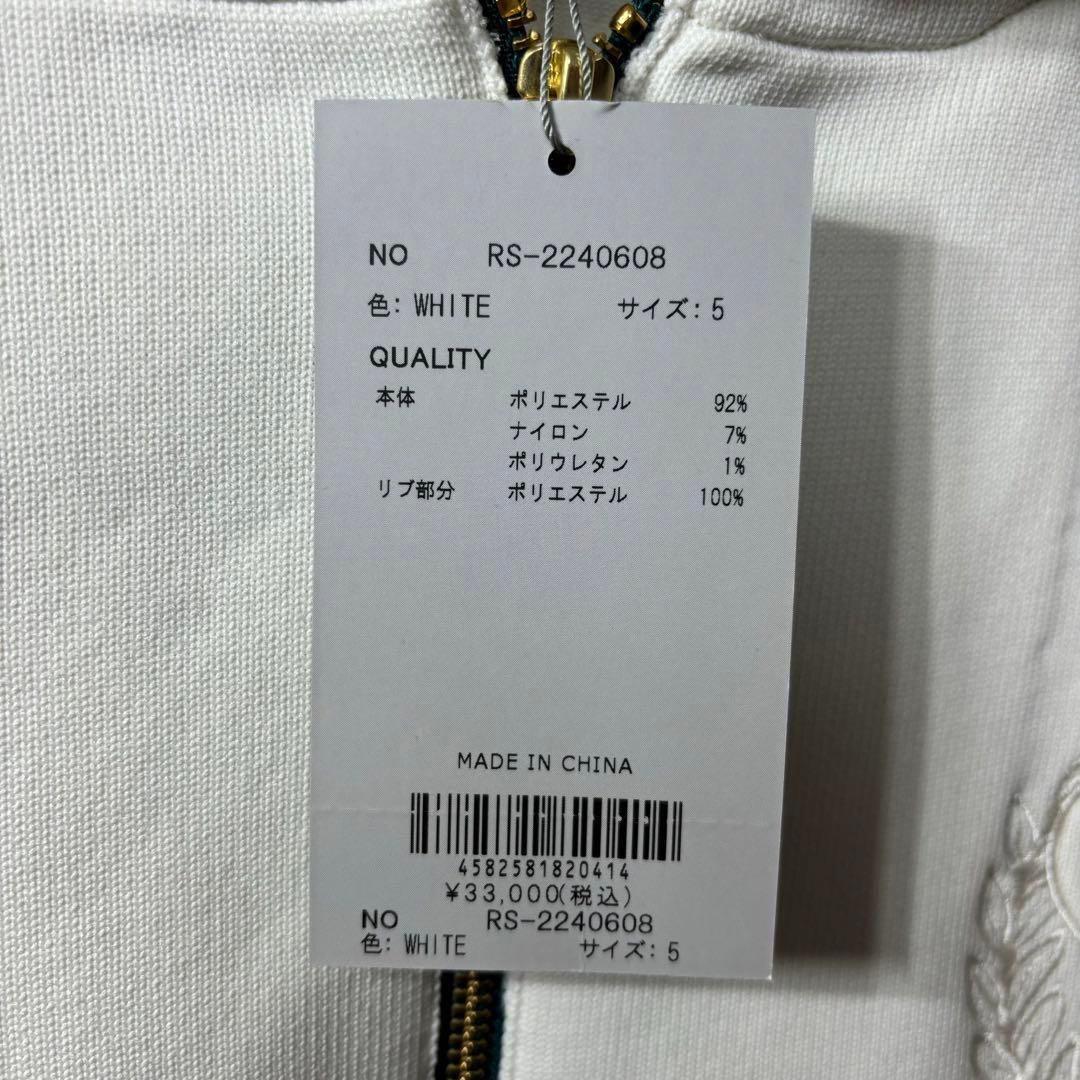 NO RS-2240608
色: WHITE サイズ: 5
QUALITY
本体 ポリエステル 92%
ナイロン 7%
ポリウレタン 1%
リブ部分 ポリエステル 100%
MADE IN CHINA
4582581820414
¥33,000(税込)
NO RS-2240608
色: WHITE サイズ: 5